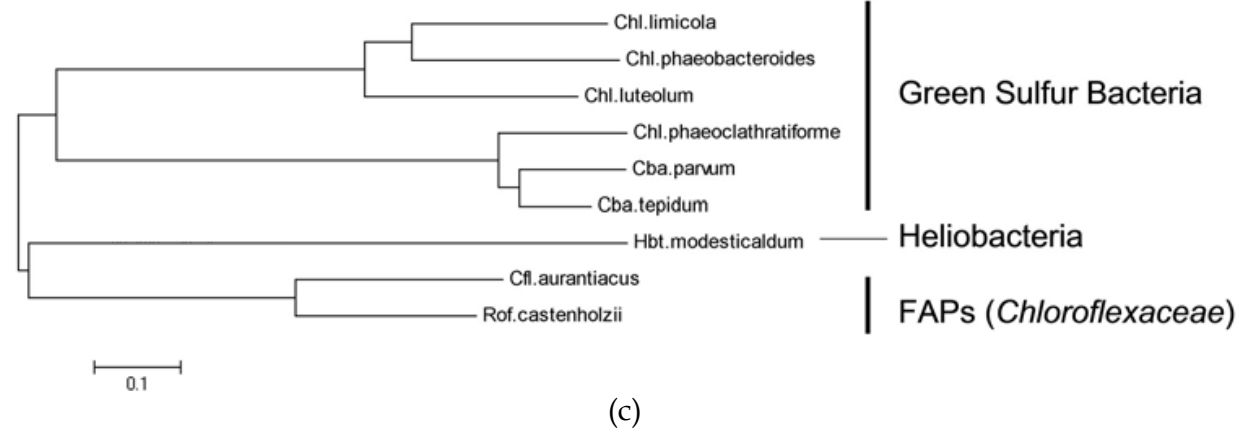 Chl.limicola
Chl.phaeobacteroides
Chl.luteolum
Chl.phaeoclathratiforme
Cba.parvum
Cba.tepidum
Hbt.modesticaldum
Cfl.aurantiacus
Rof.castenholzii
Green Sulfur Bacteria
Heliobacteria
FAPs (Chloroflexaceae)
0.1
(c)